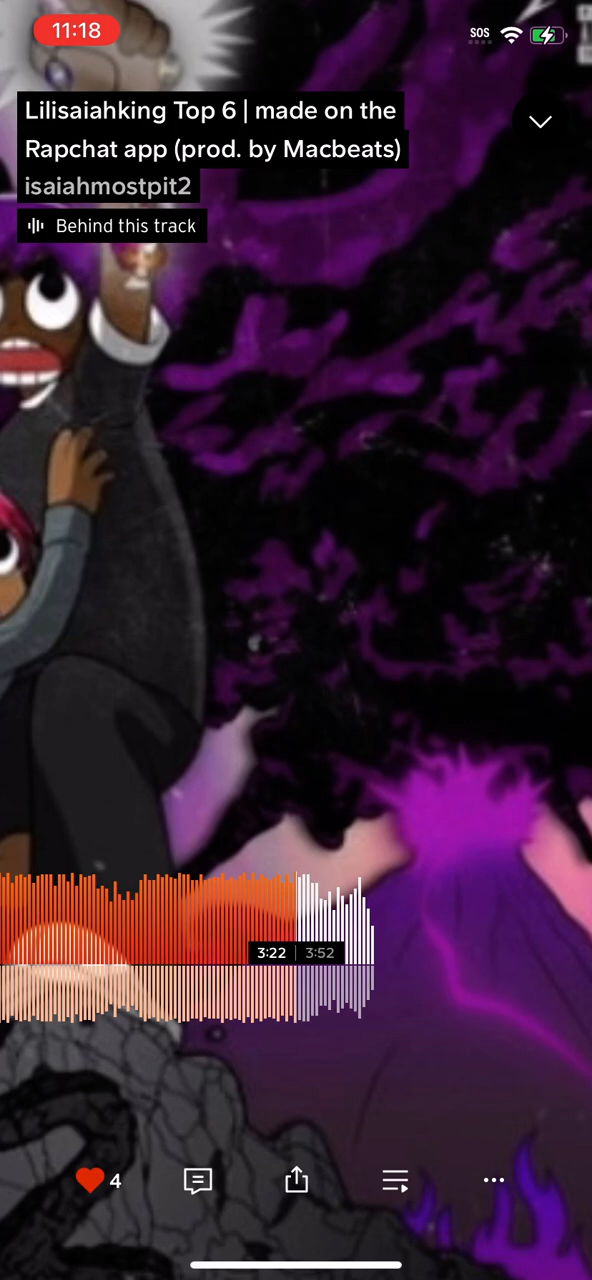 11:18
SOS
Lilisaiahking Top 6 | made on the
Rapchat app (prod. by Macbeats)
isaiahmostpit2
Behind this track
3:22 | 3:52
4